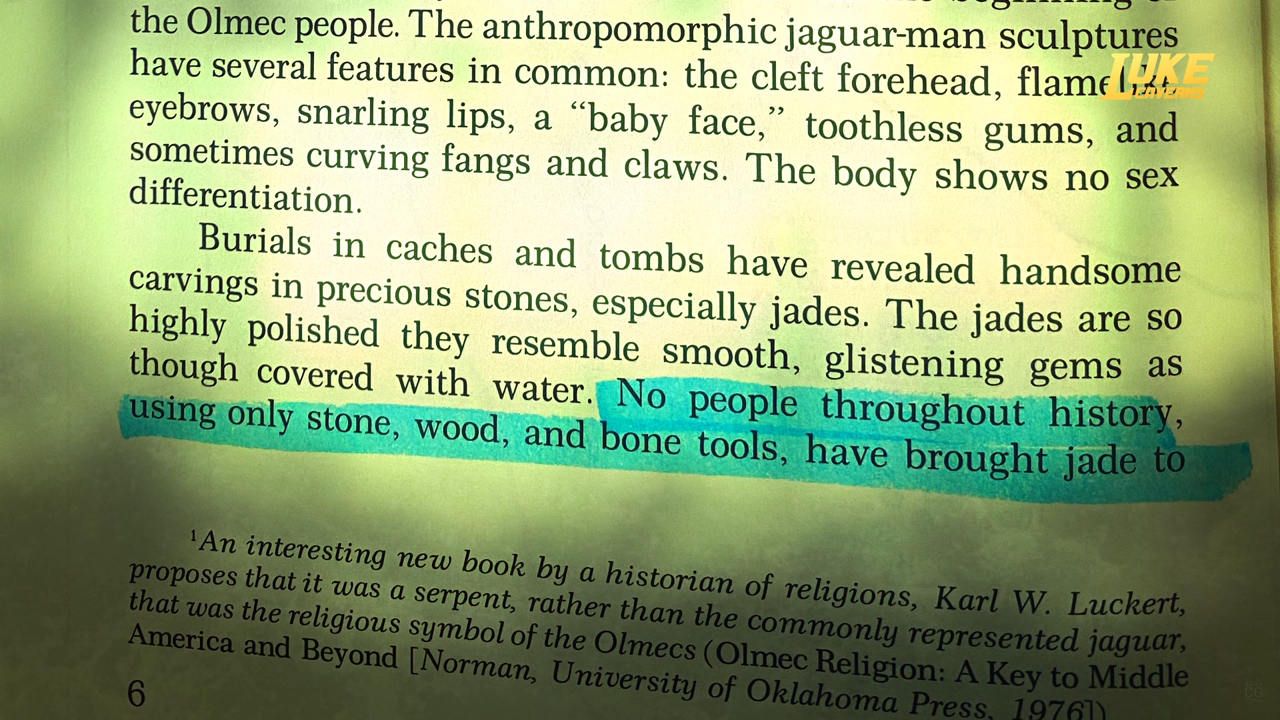 the Olmec people. The anthropomorphic jaguar-man sculptures
have several features in common: the cleft forehead,
eyebrows, snarling lips, a “baby face,” toothless gums, and
sometimes curving fangs and claws. The body shows no sex
differentiation.
Burials in caches and tombs have revealed handsome
carvings in precious stones, especially jades. The jades are so
highly polished they resemble smooth, glistening gems as
though covered with water. No people throughout history,
using only stone, wood, and bone tools, have brought jade to
¹An interesting new book by a historian of religions, Karl W. Luckert,
proposes that it was a serpent, rather than the commonly represented jaguar,
that was the religious symbol of the Olmecs (Olmec Religion: A Key to Middle
America and Beyond [Norman, University of Oklahoma Press, 1976])
6
LUKE
CAVERNS
CG